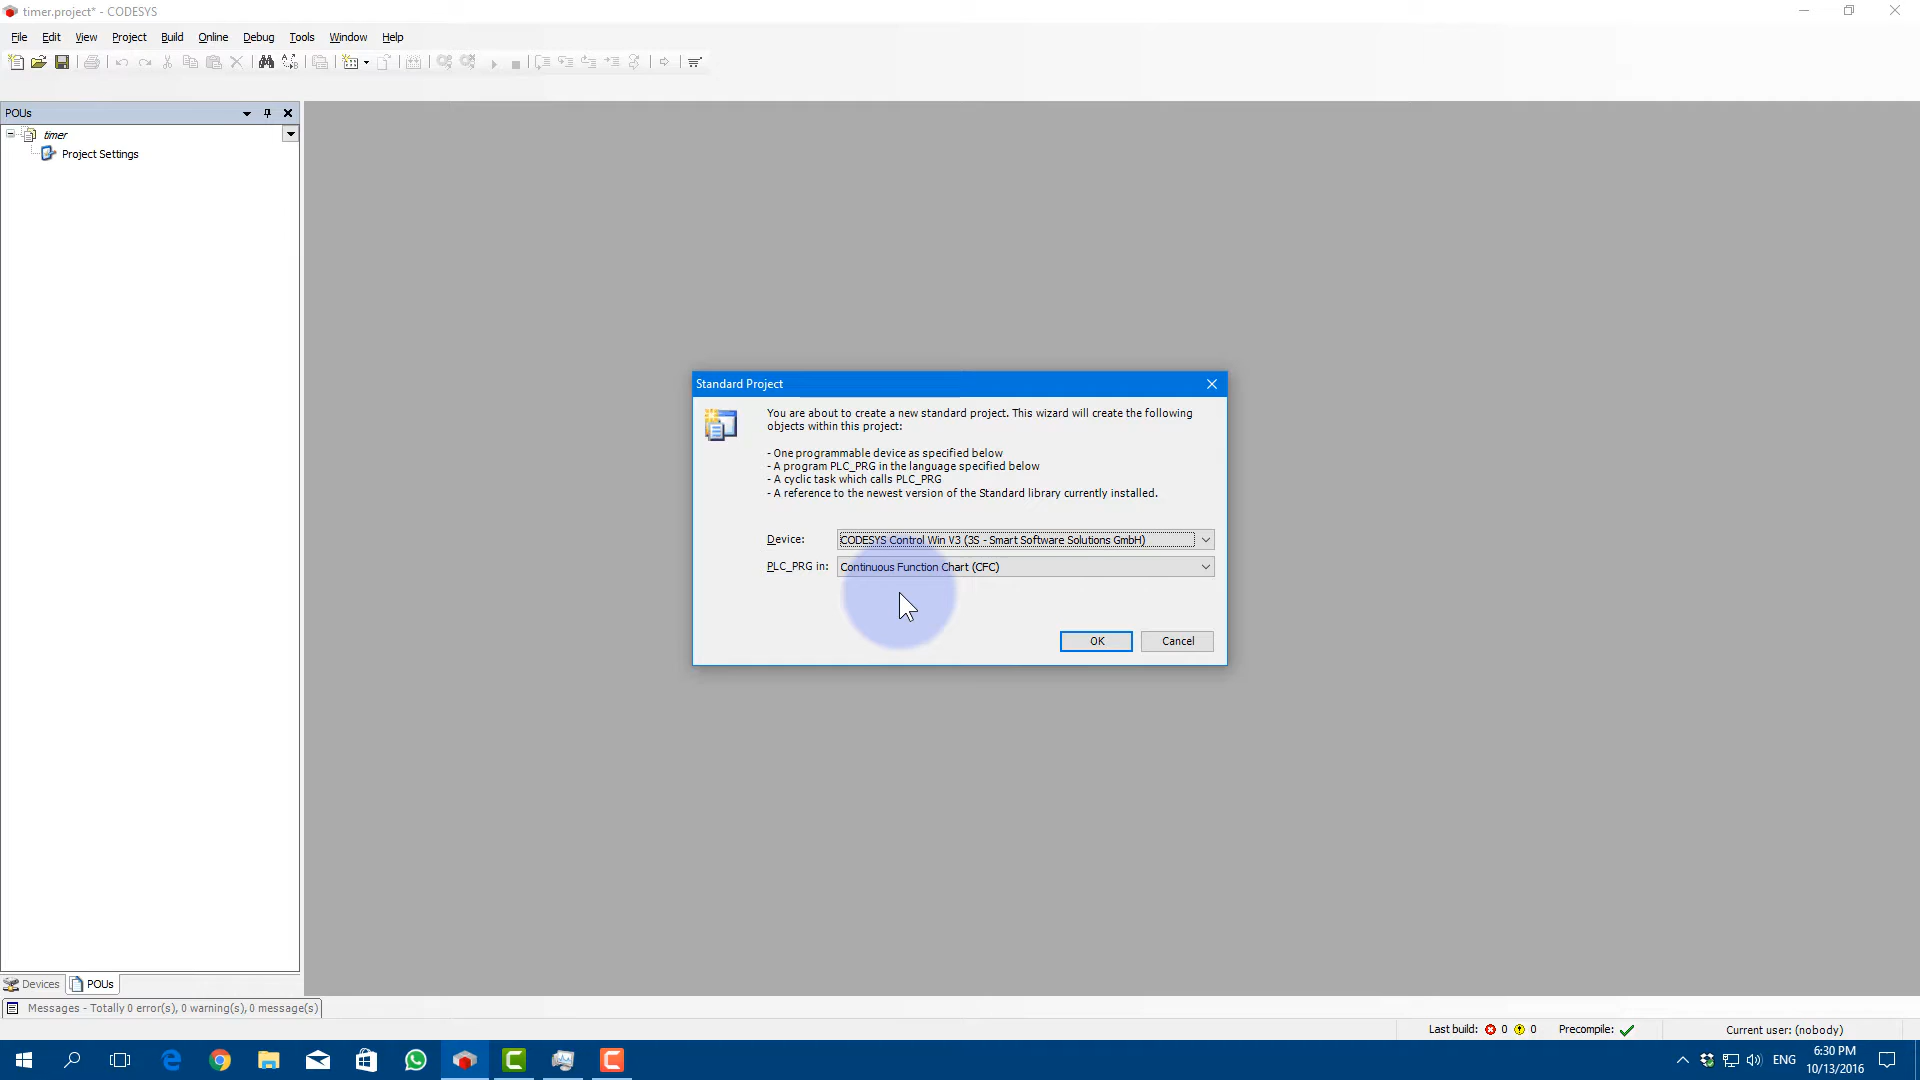 timer.project* - CODESYS
File Edit View Project Build Online Debug Tools Window Help
POUs
timer
Project Settings
Standard Project
You are about to create a new standard project. This wizard will create the following
objects within this project:
- One programmable device as specified below
- A program PLC_PRG in the language specified below
- A cyclic task which calls PLC_PRG
- A reference to the newest version of the Standard library currently installed.
Device: CODESYS Control Win V3 (3S - Smart Software Solutions GmbH)
PLC_PRG in: Continuous Function Chart (CFC)
OK Cancel
Devices POUs
Messages - Totally 0 error(s), 0 warning(s), 0 message(s)
Last build: 0 0 Precompile: Current user: (nobody)
ENG 6:30 PM
10/13/2016